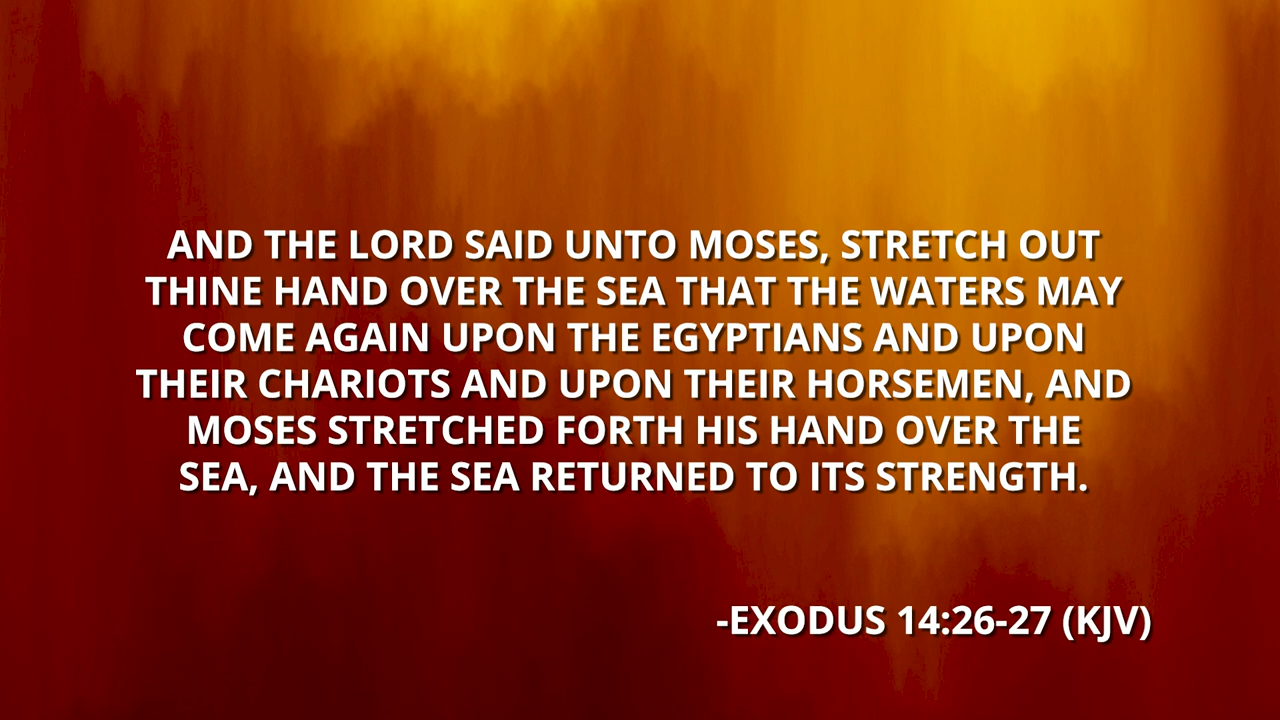 AND THE LORD SAID UNTO MOSES, STRETCH OUT
THINE HAND OVER THE SEA THAT THE WATERS MAY
COME AGAIN UPON THE EGYPTIANS AND UPON
THEIR CHARIOTS AND UPON THEIR HORSEMEN, AND
MOSES STRETCHED FORTH HIS HAND OVER THE
SEA, AND THE SEA RETURNED TO ITS STRENGTH.
-EXODUS 14:26-27 (KJV)